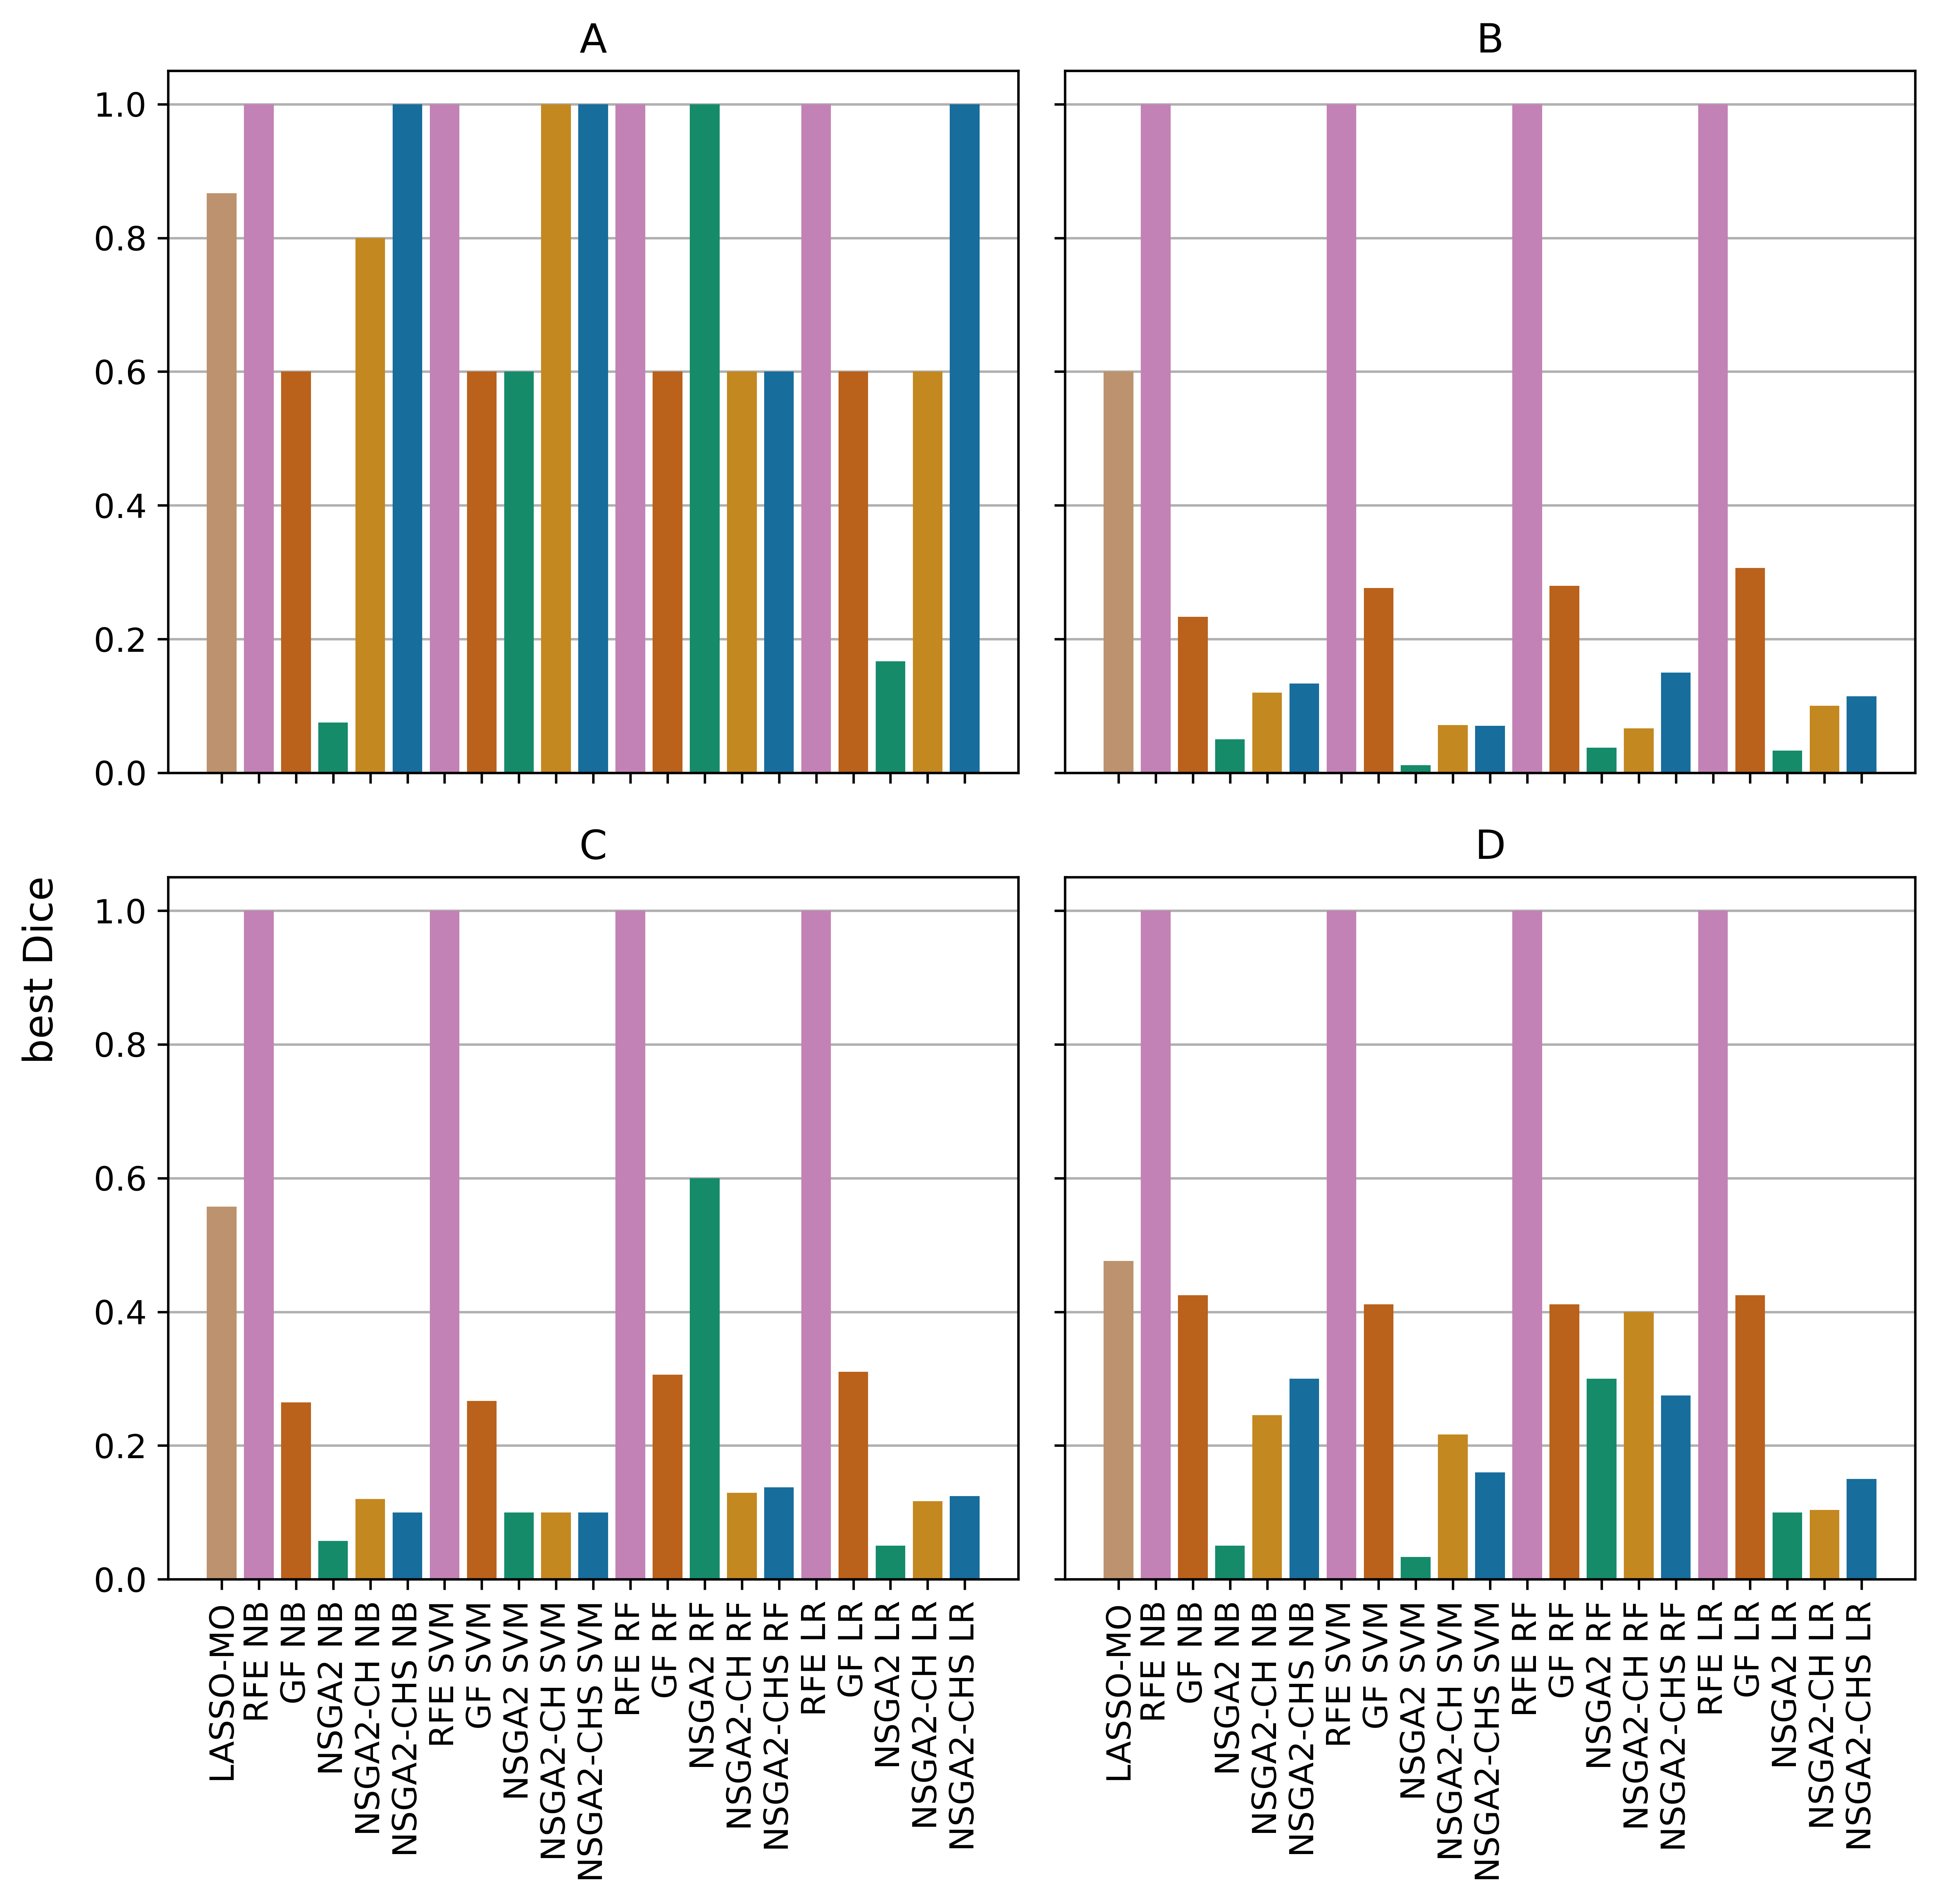 A
B
1.0
0.8
0.6
0.4
0.2
0.0
C
D
best Dice
1.0
0.8
0.6
0.4
0.2
0.0
LASSO-MO
RFE NB
GF NB
NSGA2 NB
NSGA2-CH NB
NSGA2-CHS NB
RFE SVM
GF SVM
NSGA2 SVM
NSGA2-CH SVM
NSGA2-CHS SVM
RFE RF
GF RF
NSGA2 RF
NSGA2-CH RF
NSGA2-CHS RF
RFE LR
GF LR
NSGA2 LR
NSGA2-CH LR
NSGA2-CHS LR
LASSO-MO
RFE NB
GF NB
NSGA2 NB
NSGA2-CH NB
NSGA2-CHS NB
RFE SVM
GF SVM
NSGA2 SVM
NSGA2-CH SVM
NSGA2-CHS SVM
RFE RF
GF RF
NSGA2 RF
NSGA2-CH RF
NSGA2-CHS RF
RFE LR
GF LR
NSGA2 LR
NSGA2-CH LR
NSGA2-CHS LR